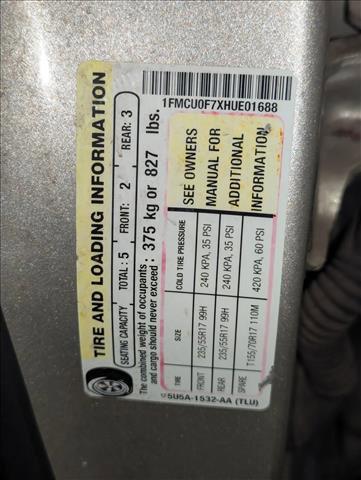 1FMCU0F7XHUE01688
TIRE AND LOADING INFORMATION
SEATING CAPACITY TOTAL: 5 FRONT: 2 REAR: 3
The combined weight of occupants
and cargo should never exceed : 375 kg or 827 lbs.
TIRE SIZE COLD TIRE PRESSURE SEE OWNERS
FRONT 235/55R17 99H 240 KPA, 35 PSI MANUAL FOR
REAR 235/55R17 99H 240 KPA, 35 PSI ADDITIONAL
SPARE T155/70R17 110M 420 KPA, 60 PSI INFORMATION
5U5A-1532-AA (TLU)